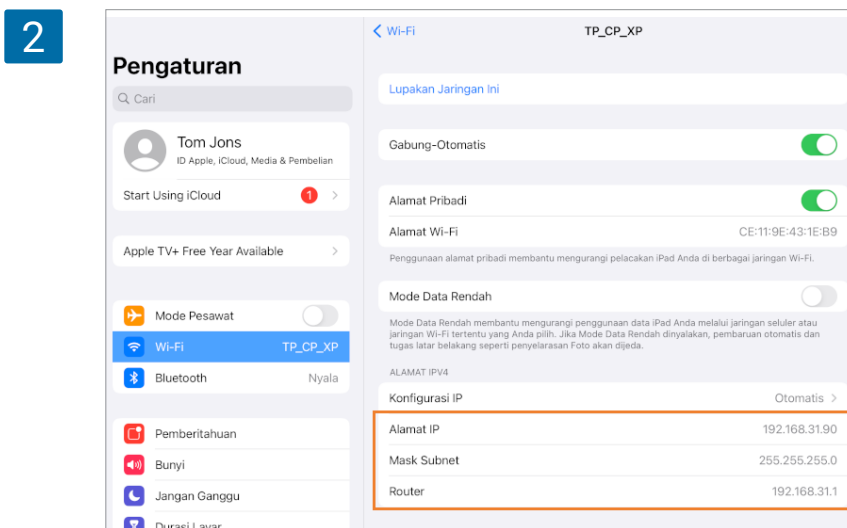 2
Pengaturan
Cari
Tom Jons
ID Apple, iCloud, Media & Pembelian
Start Using iCloud 1
Apple TV+ Free Year Available
Mode Pesawat
Wi-Fi TP_CP_XP
Bluetooth Nyala
Pemberitahuan
Bunyi
Jangan Ganggu
Durasi Layar
Wi-Fi TP_CP_XP
Lupakan Jaringan Ini
Gabung-Otomatis
Alamat Pribadi
Alamat Wi-Fi CE:11:9E:43:1E:B9
Penggunaan alamat pribadi membantu mengurangi pelacakan iPad Anda di berbagai jaringan Wi-Fi.
Mode Data Rendah
Mode Data Rendah membantu mengurangi penggunaan data iPad Anda melalui jaringan seluler atau
jaringan Wi-Fi tertentu yang Anda pilih. Jika Mode Data Rendah dinyalakan, pembaruan otomatis dan
tugas latar belakang seperti penyelarasan Foto akan dijeda.
ALAMAT IPV4
Konfigurasi IP Otomatis
Alamat IP 192.168.31.90
Mask Subnet 255.255.255.0
Router 192.168.31.1